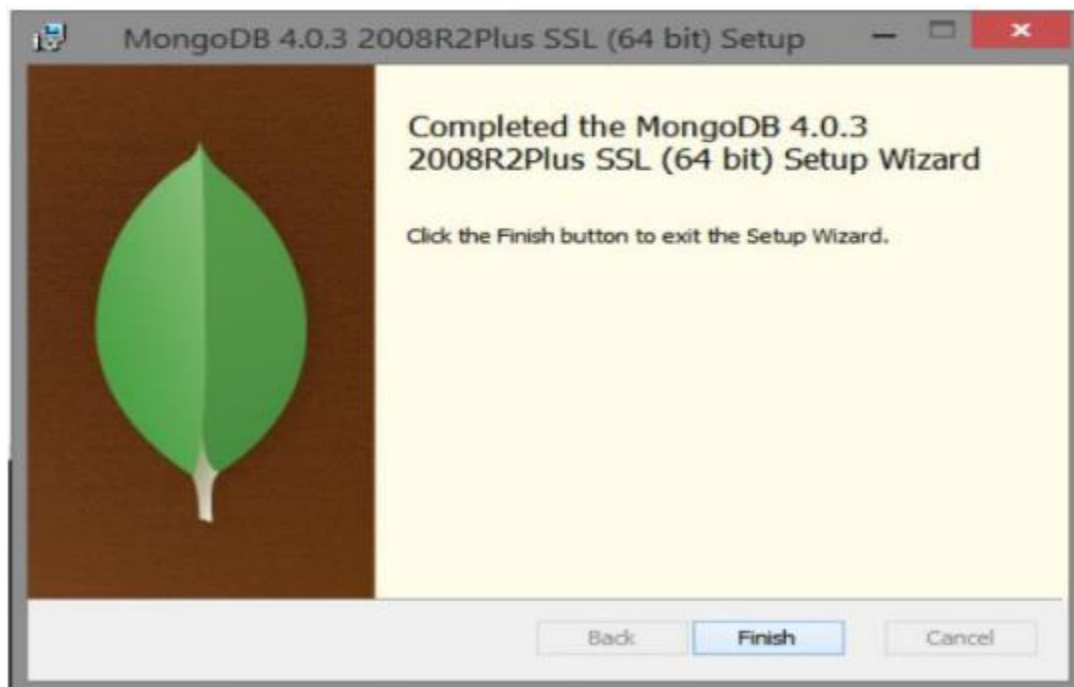 MongoDB 4.0.3 2008R2Plus SSL (64 bit) Setup
Completed the MongoDB 4.0.3
2008R2Plus SSL (64 bit) Setup Wizard
Click the Finish button to exit the Setup Wizard.
Back Finish Cancel